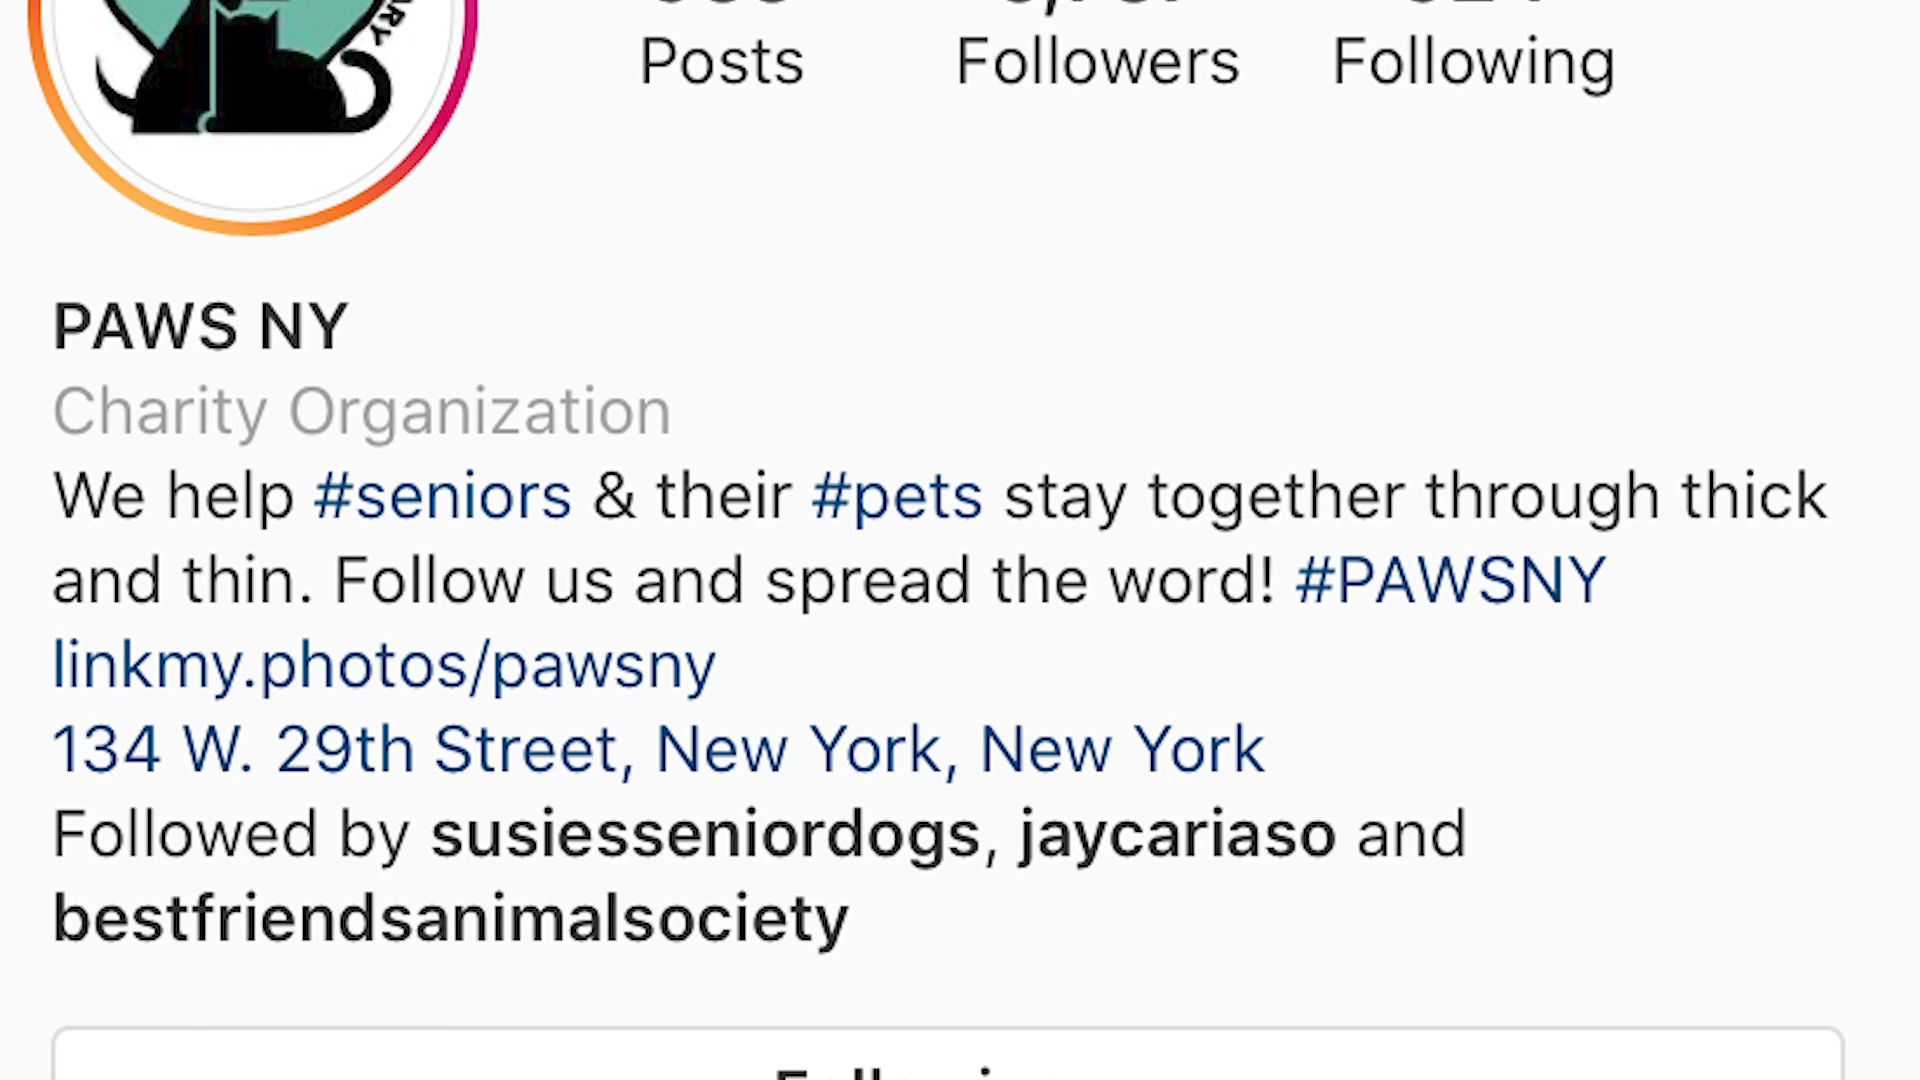 Posts Followers Following
PAWS NY
Charity Organization
We help #seniors & their #pets stay together through thick
and thin. Follow us and spread the word! #PAWSNY
linkmy.photos/pawsny
134 W. 29th Street, New York, New York
Followed by susiesseniordogs, jaycariaso and
bestfriendsanimalsociety